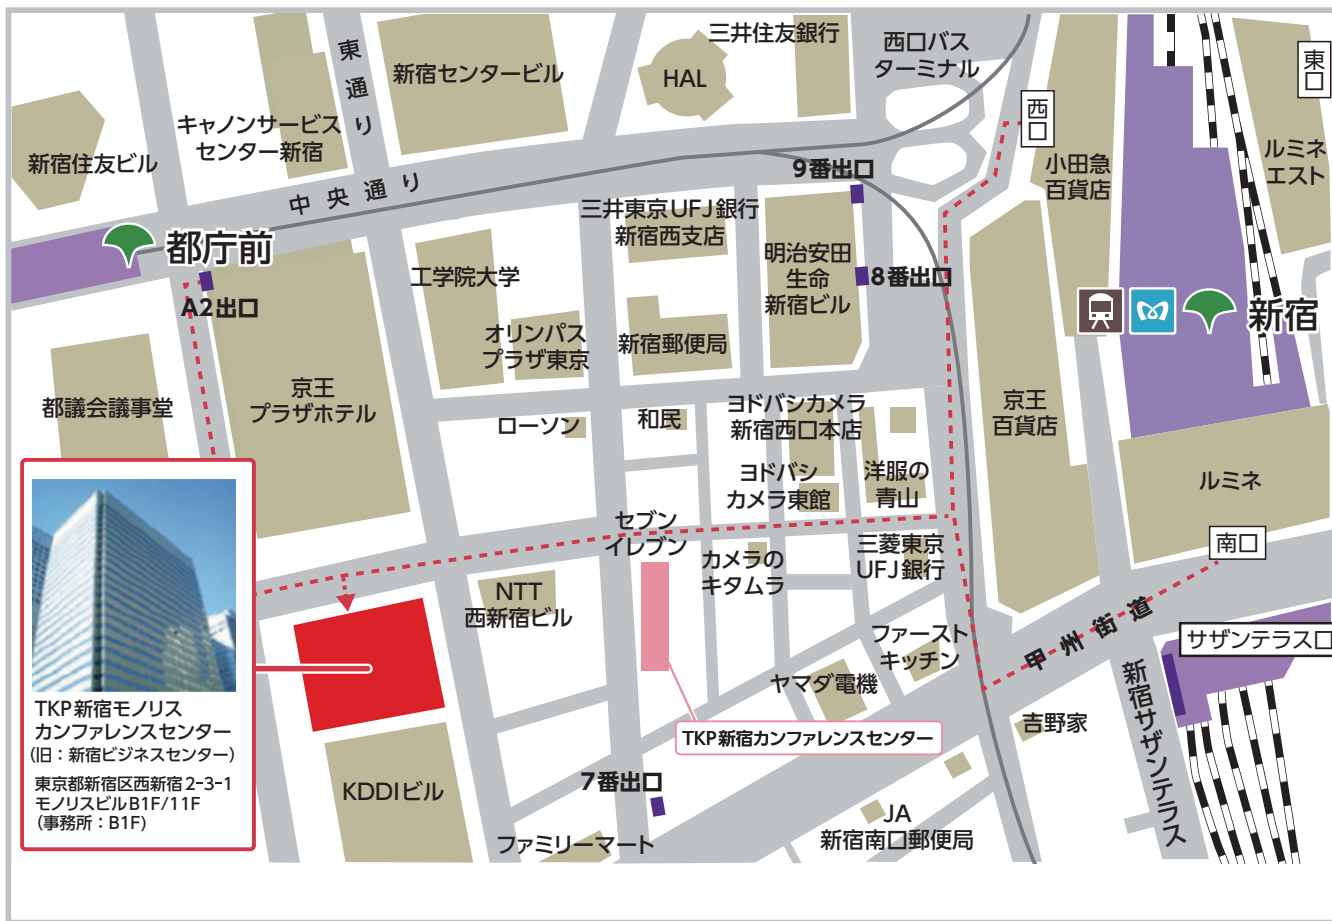 三井住友銀行
西口バス
ターミナル
東口
東通り
新宿センタービル
HAL
西口
キャノンサービス
センター新宿
新宿住友ビル
小田急
百貨店
ルミネ
エスト
中央通り
9番出口
三井東京UFJ銀行
新宿西支店
都庁前
明治安田
生命
新宿ビル
8番出口
工学院大学
A2出口
新宿
オリンパス
プラザ東京
新宿郵便局
京王
プラザホテル
都議会議事堂
ローソン
和民
ヨドバシカメラ
新宿西口本店
京王
百貨店
ヨドバシ
カメラ東館
洋服の
青山
ルミネ
セブン
イレブン
カメラの
キタムラ
三菱東京
UFJ銀行
南口
NTT
西新宿ビル
甲州街道
ファースト
キッチン
サザンテラス口
ヤマダ電機
新宿サザンテラス
TKP新宿モノリス
カンファレンスセンター
(旧：新宿ビジネスセンター)
東京都新宿区西新宿2-3-1
モノリスビルB1F/11F
(事務所：B1F)
TKP新宿カンファレンスセンター
吉野家
7番出口
KDDIビル
ファミリーマート
JA
新宿南口郵便局